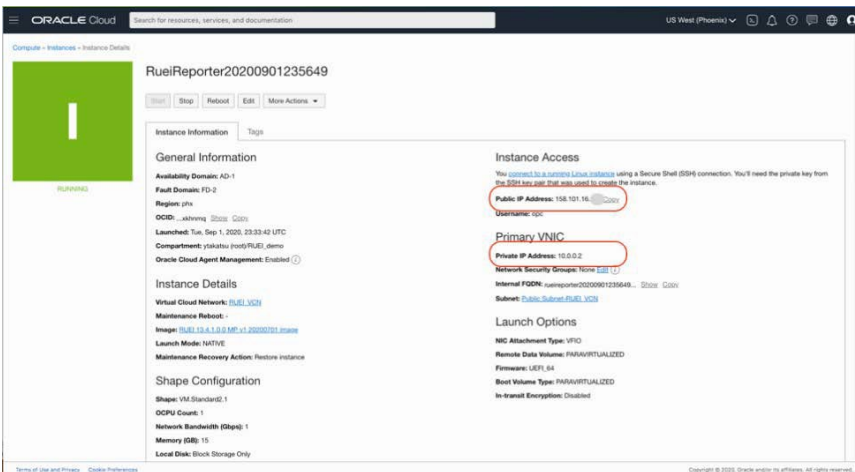 ORACLE Cloud
Search for resources, services, and documentation
US West (Phoenix)
Compute » Instances » Instance Details
I
RUNNING
RueiReporter20200901235649
Start Stop Reboot Edit More Actions
Instance Information Tags
General Information
Availability Domain: AD-1
Fault Domain: FD-2
Region: phx
OCID: ...xkhnmq Show Copy
Launched: Tue, Sep 1, 2020, 23:33:42 UTC
Compartment: ytakatsu (root)/RUEI_demo
Oracle Cloud Agent Management: Enabled
Instance Details
Virtual Cloud Network: RUEI_VCN
Maintenance Reboot: -
Image: RUEI 13.4.1.0.0 MP v1 20200701 image
Launch Mode: NATIVE
Maintenance Recovery Action: Restore instance
Shape Configuration
Shape: VM.Standard2.1
OCPU Count: 1
Network Bandwidth (Gbps): 1
Memory (GB): 15
Local Disk: Block Storage Only
Instance Access
You connect to a running Linux instance using a Secure Shell (SSH) connection. You'll need the private key from
the SSH key pair that was used to create the instance.
Public IP Address: 158.101.16. Copy
Username: opc
Primary VNIC
Private IP Address: 10.0.0.2
Network Security Groups: None Edit
Internal FQDN: rueireporter20200901235649... Show Copy
Subnet: Public Subnet-RUEI_VCN
Launch Options
NIC Attachment Type: VFIO
Remote Data Volume: PARAVIRTUALIZED
Firmware: UEFI_64
Boot Volume Type: PARAVIRTUALIZED
In-transit Encryption: Disabled
Terms of Use and Privacy Cookie Preferences
Copyright © 2020, Oracle and/or its affiliates. All rights reserved.